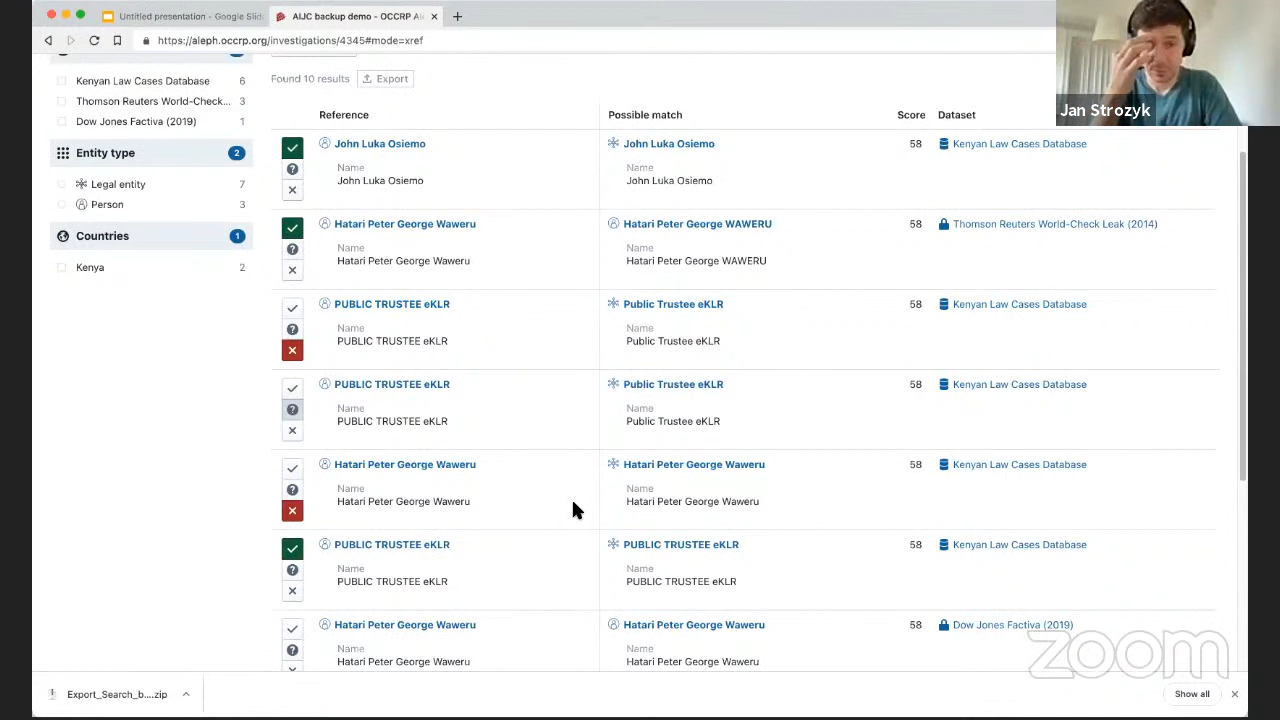 Untitled presentation - Google Slid
AIJC backup demo - OCCRP Al
https://aleph.occrp.org/investigations/4345#mode=xref
Jan Strozyk
Kenyan Law Cases Database 6
Thomson Reuters World-Check... 3
Dow Jones Factiva (2019) 1
Entity type 2
Legal entity 7
Person 3
Countries 1
Kenya 2
Found 10 results Export
Reference Possible match Score Dataset
John Luka Osiemo John Luka Osiemo 58 Kenyan Law Cases Database
Name Name
John Luka Osiemo John Luka Osiemo
Hatari Peter George Waweru Hatari Peter George WAWERU 58 Thomson Reuters World-Check Leak (2014)
Name Name
Hatari Peter George Waweru Hatari Peter George WAWERU
PUBLIC TRUSTEE eKLR Public Trustee eKLR 58 Kenyan Law Cases Database
Name Name
PUBLIC TRUSTEE eKLR Public Trustee eKLR
PUBLIC TRUSTEE eKLR Public Trustee eKLR 58 Kenyan Law Cases Database
Name Name
PUBLIC TRUSTEE eKLR Public Trustee eKLR
Hatari Peter George Waweru Hatari Peter George Waweru 58 Kenyan Law Cases Database
Name Name
Hatari Peter George Waweru Hatari Peter George Waweru
PUBLIC TRUSTEE eKLR PUBLIC TRUSTEE eKLR 58 Kenyan Law Cases Database
Name Name
PUBLIC TRUSTEE eKLR PUBLIC TRUSTEE eKLR
Hatari Peter George Waweru Hatari Peter George Waweru 58 Dow Jones Factiva (2019)
Name Name
Hatari Peter George Waweru Hatari Peter George Waweru
zoom
Export_Search_b....zip
Show all